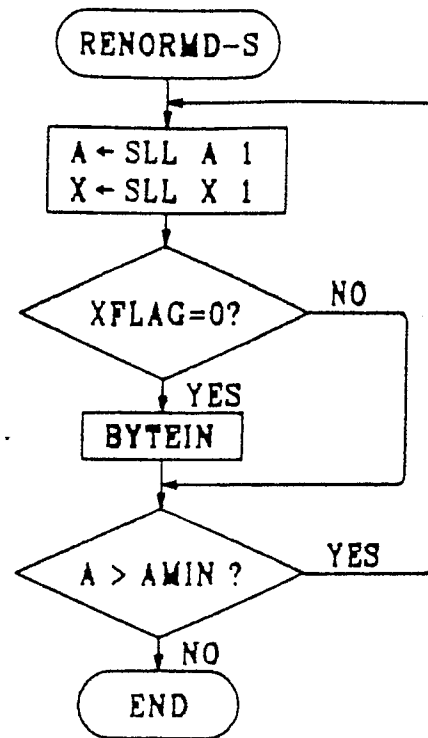 RENORMD-S
A ← SLL A 1
X ← SLL X 1
XFLAG=0?
NO
YES
BYTEIN
A > AMIN ?
YES
NO
END